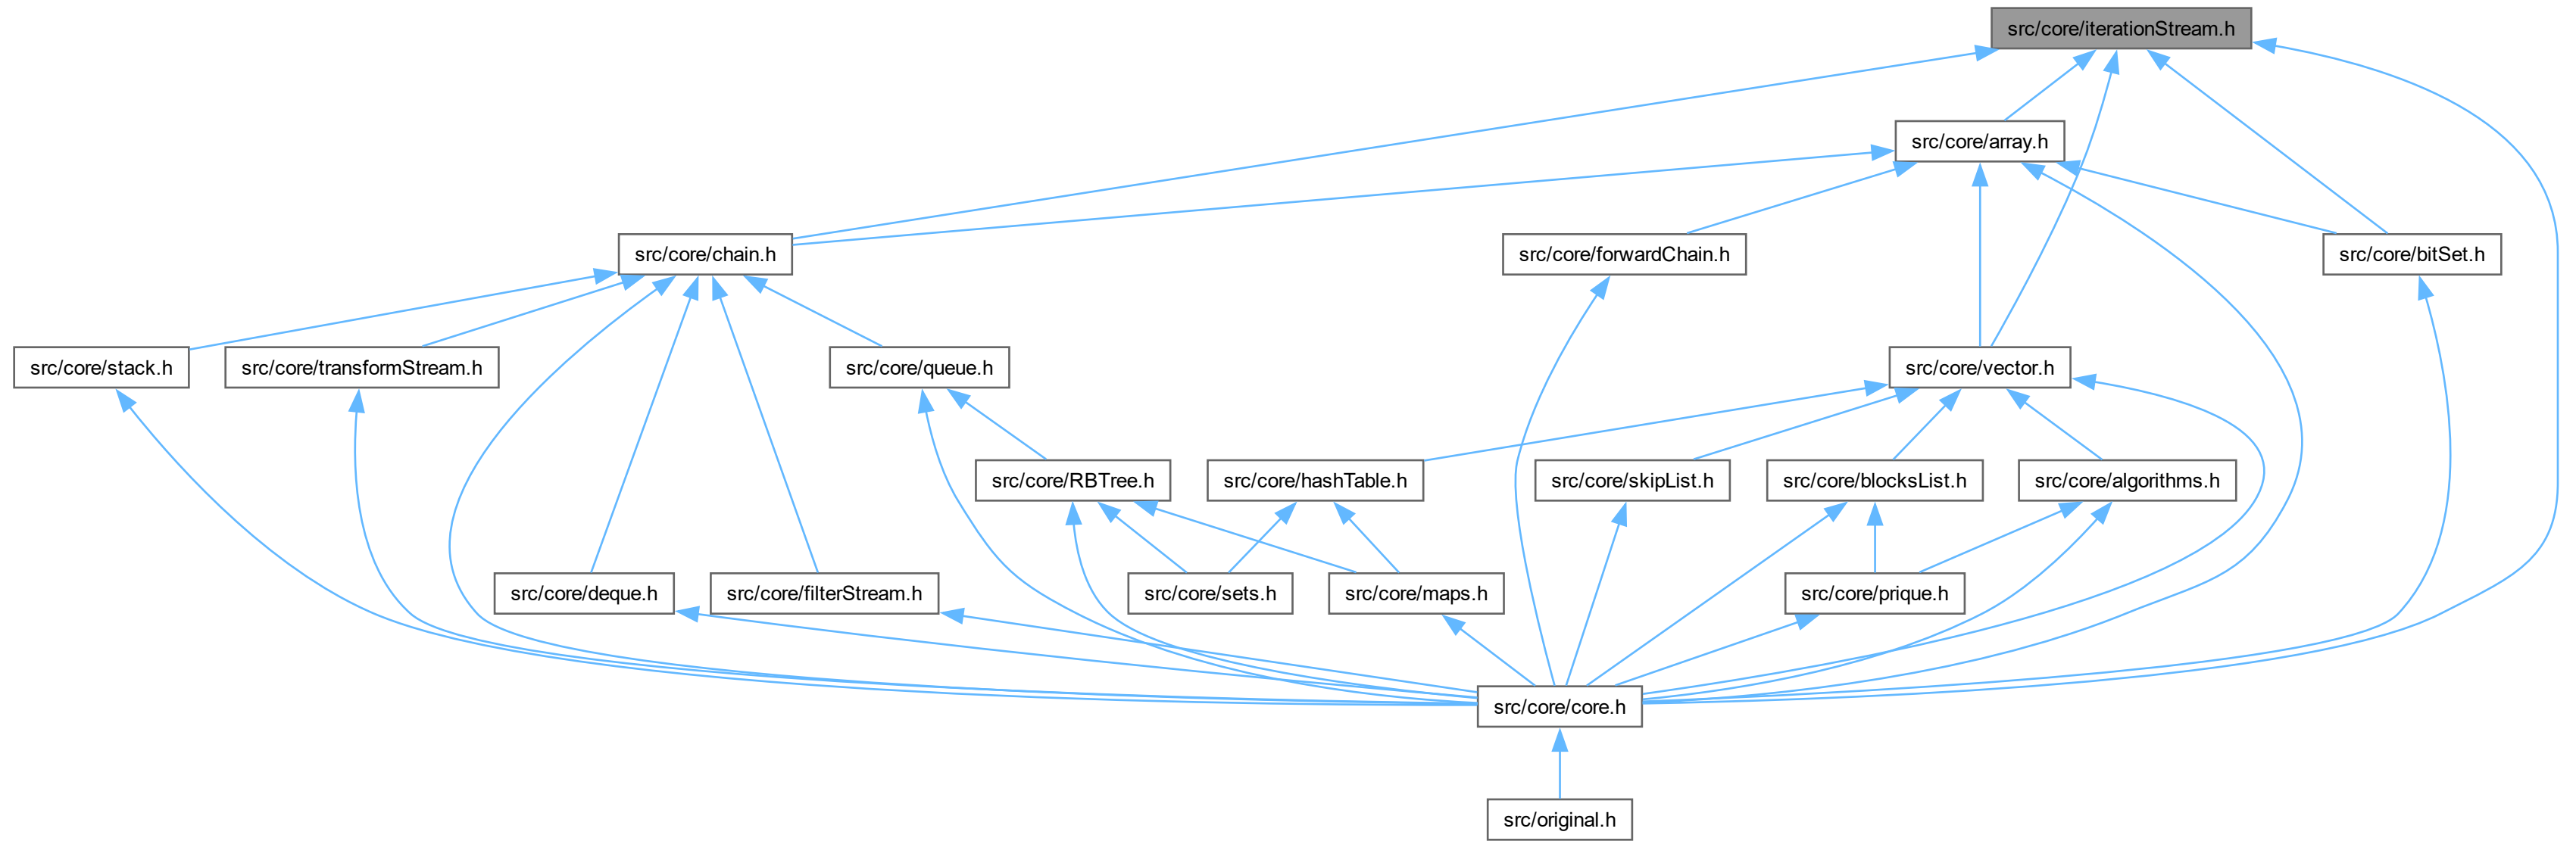 src/core/iterationStream.h
src/core/array.h
src/core/chain.h
src/core/forwardChain.h
src/core/bitSet.h
src/core/stack.h
src/core/transformStream.h
src/core/queue.h
src/core/vector.h
src/core/RBTree.h
src/core/hashTable.h
src/core/skipList.h
src/core/blocksList.h
src/core/algorithms.h
src/core/deque.h
src/core/filterStream.h
src/core/sets.h
src/core/maps.h
src/core/prique.h
src/core/core.h
src/original.h